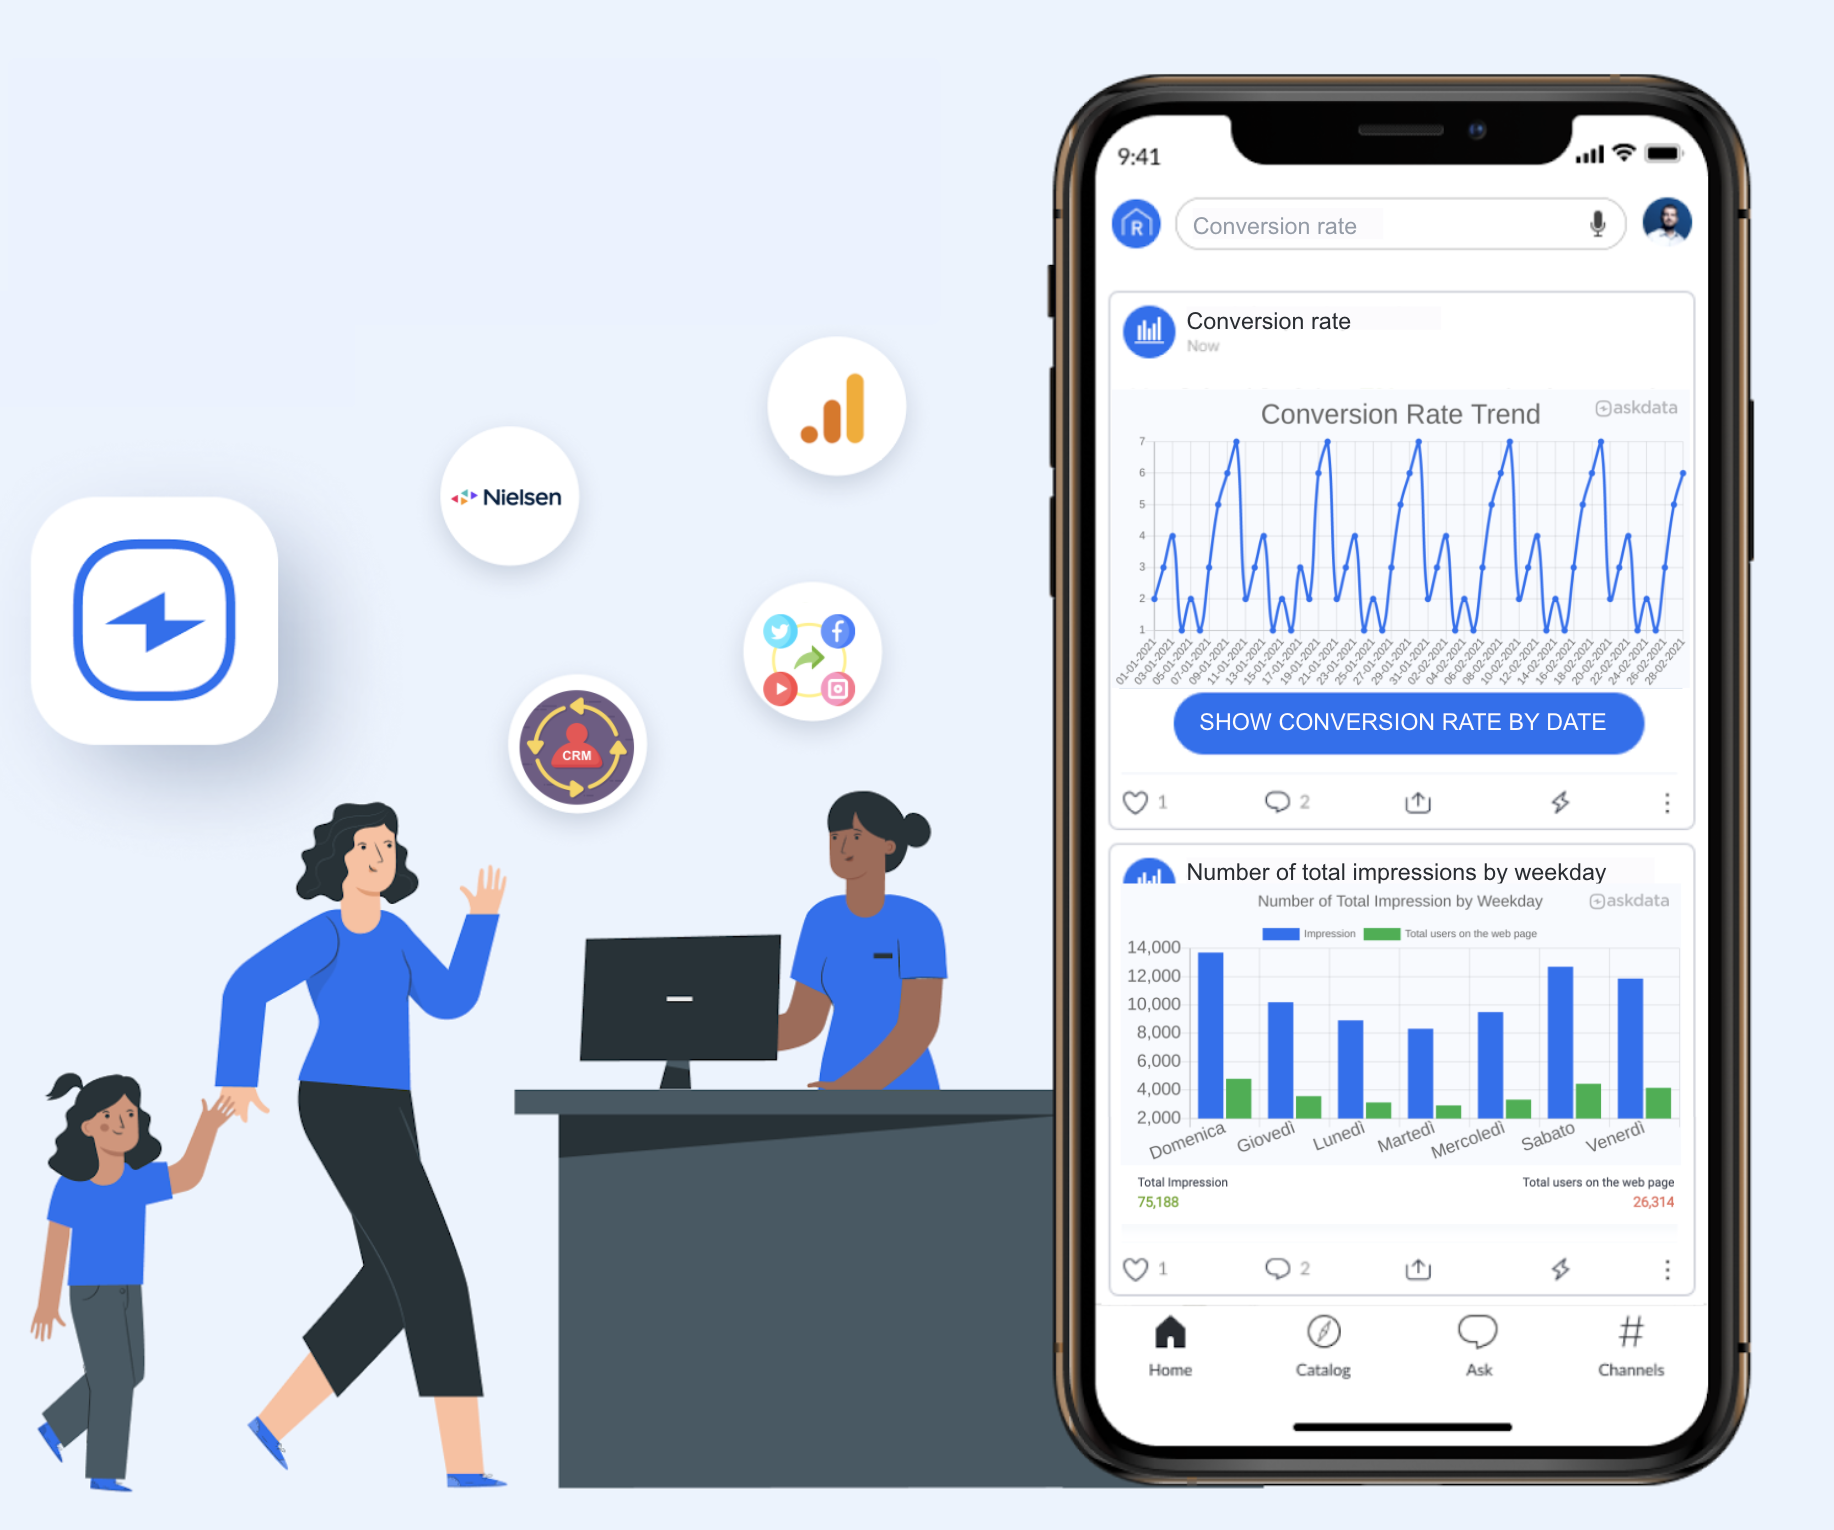 9:41
R
Conversion rate
Conversion rate
Now
Conversion Rate Trend
askdata
7
6
5
4
3
2
1
01-01-2021
03-01-2021
05-01-2021
07-01-2021
09-01-2021
11-01-2021
13-01-2021
15-01-2021
17-01-2021
19-01-2021
21-01-2021
23-01-2021
25-01-2021
27-01-2021
29-01-2021
31-01-2021
02-02-2021
04-02-2021
06-02-2021
08-02-2021
10-02-2021
12-02-2021
14-02-2021
16-02-2021
18-02-2021
20-02-2021
22-02-2021
24-02-2021
26-02-2021
28-02-2021
SHOW CONVERSION RATE BY DATE
1
2
Number of total impressions by weekday
Number of Total Impression by Weekday
askdata
Impression
Total users on the web page
14,000
12,000
10,000
8,000
6,000
4,000
2,000
Domenica
Giovedì
Lunedì
Martedì
Mercoledì
Sabato
Venerdì
Total Impression
Total users on the web page
75,188
26,314
1
2
Home
Catalog
Ask
# Channels
Nielsen
CRM